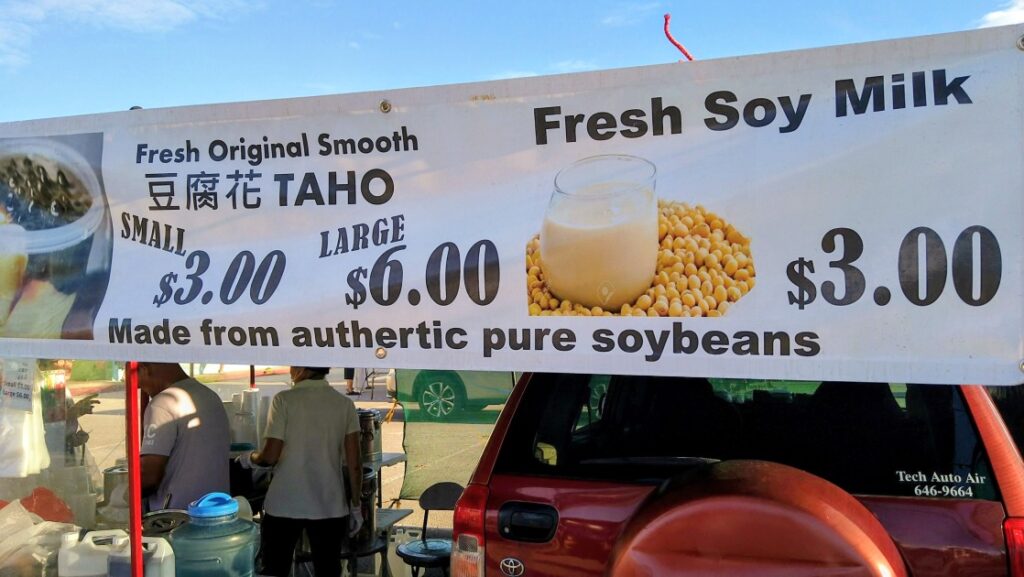 Fresh Original Smooth
豆腐花 TAHO
SMALL
$3.00
LARGE
$6.00
Made from authertic pure soybeans
Fresh Soy Milk
$3.00
Tech Auto Air
646-9664